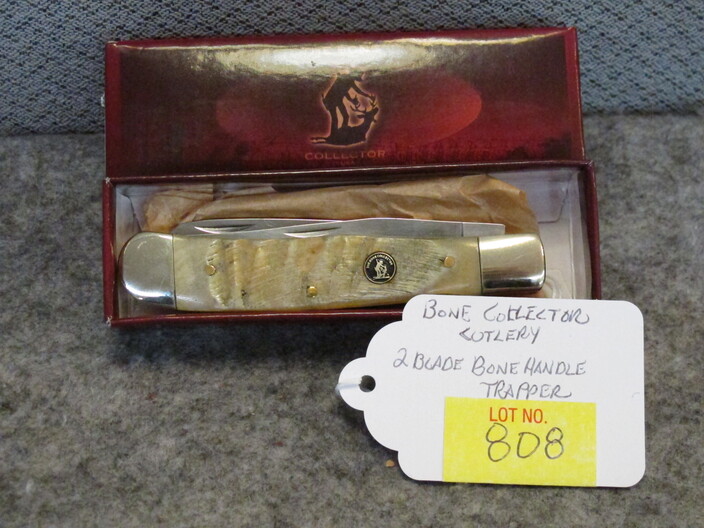 COLLECTOR
BONE COLLECTOR
CUTLERY
2 BLADE BONE HANDLE
TRAPPER
LOT NO.
808